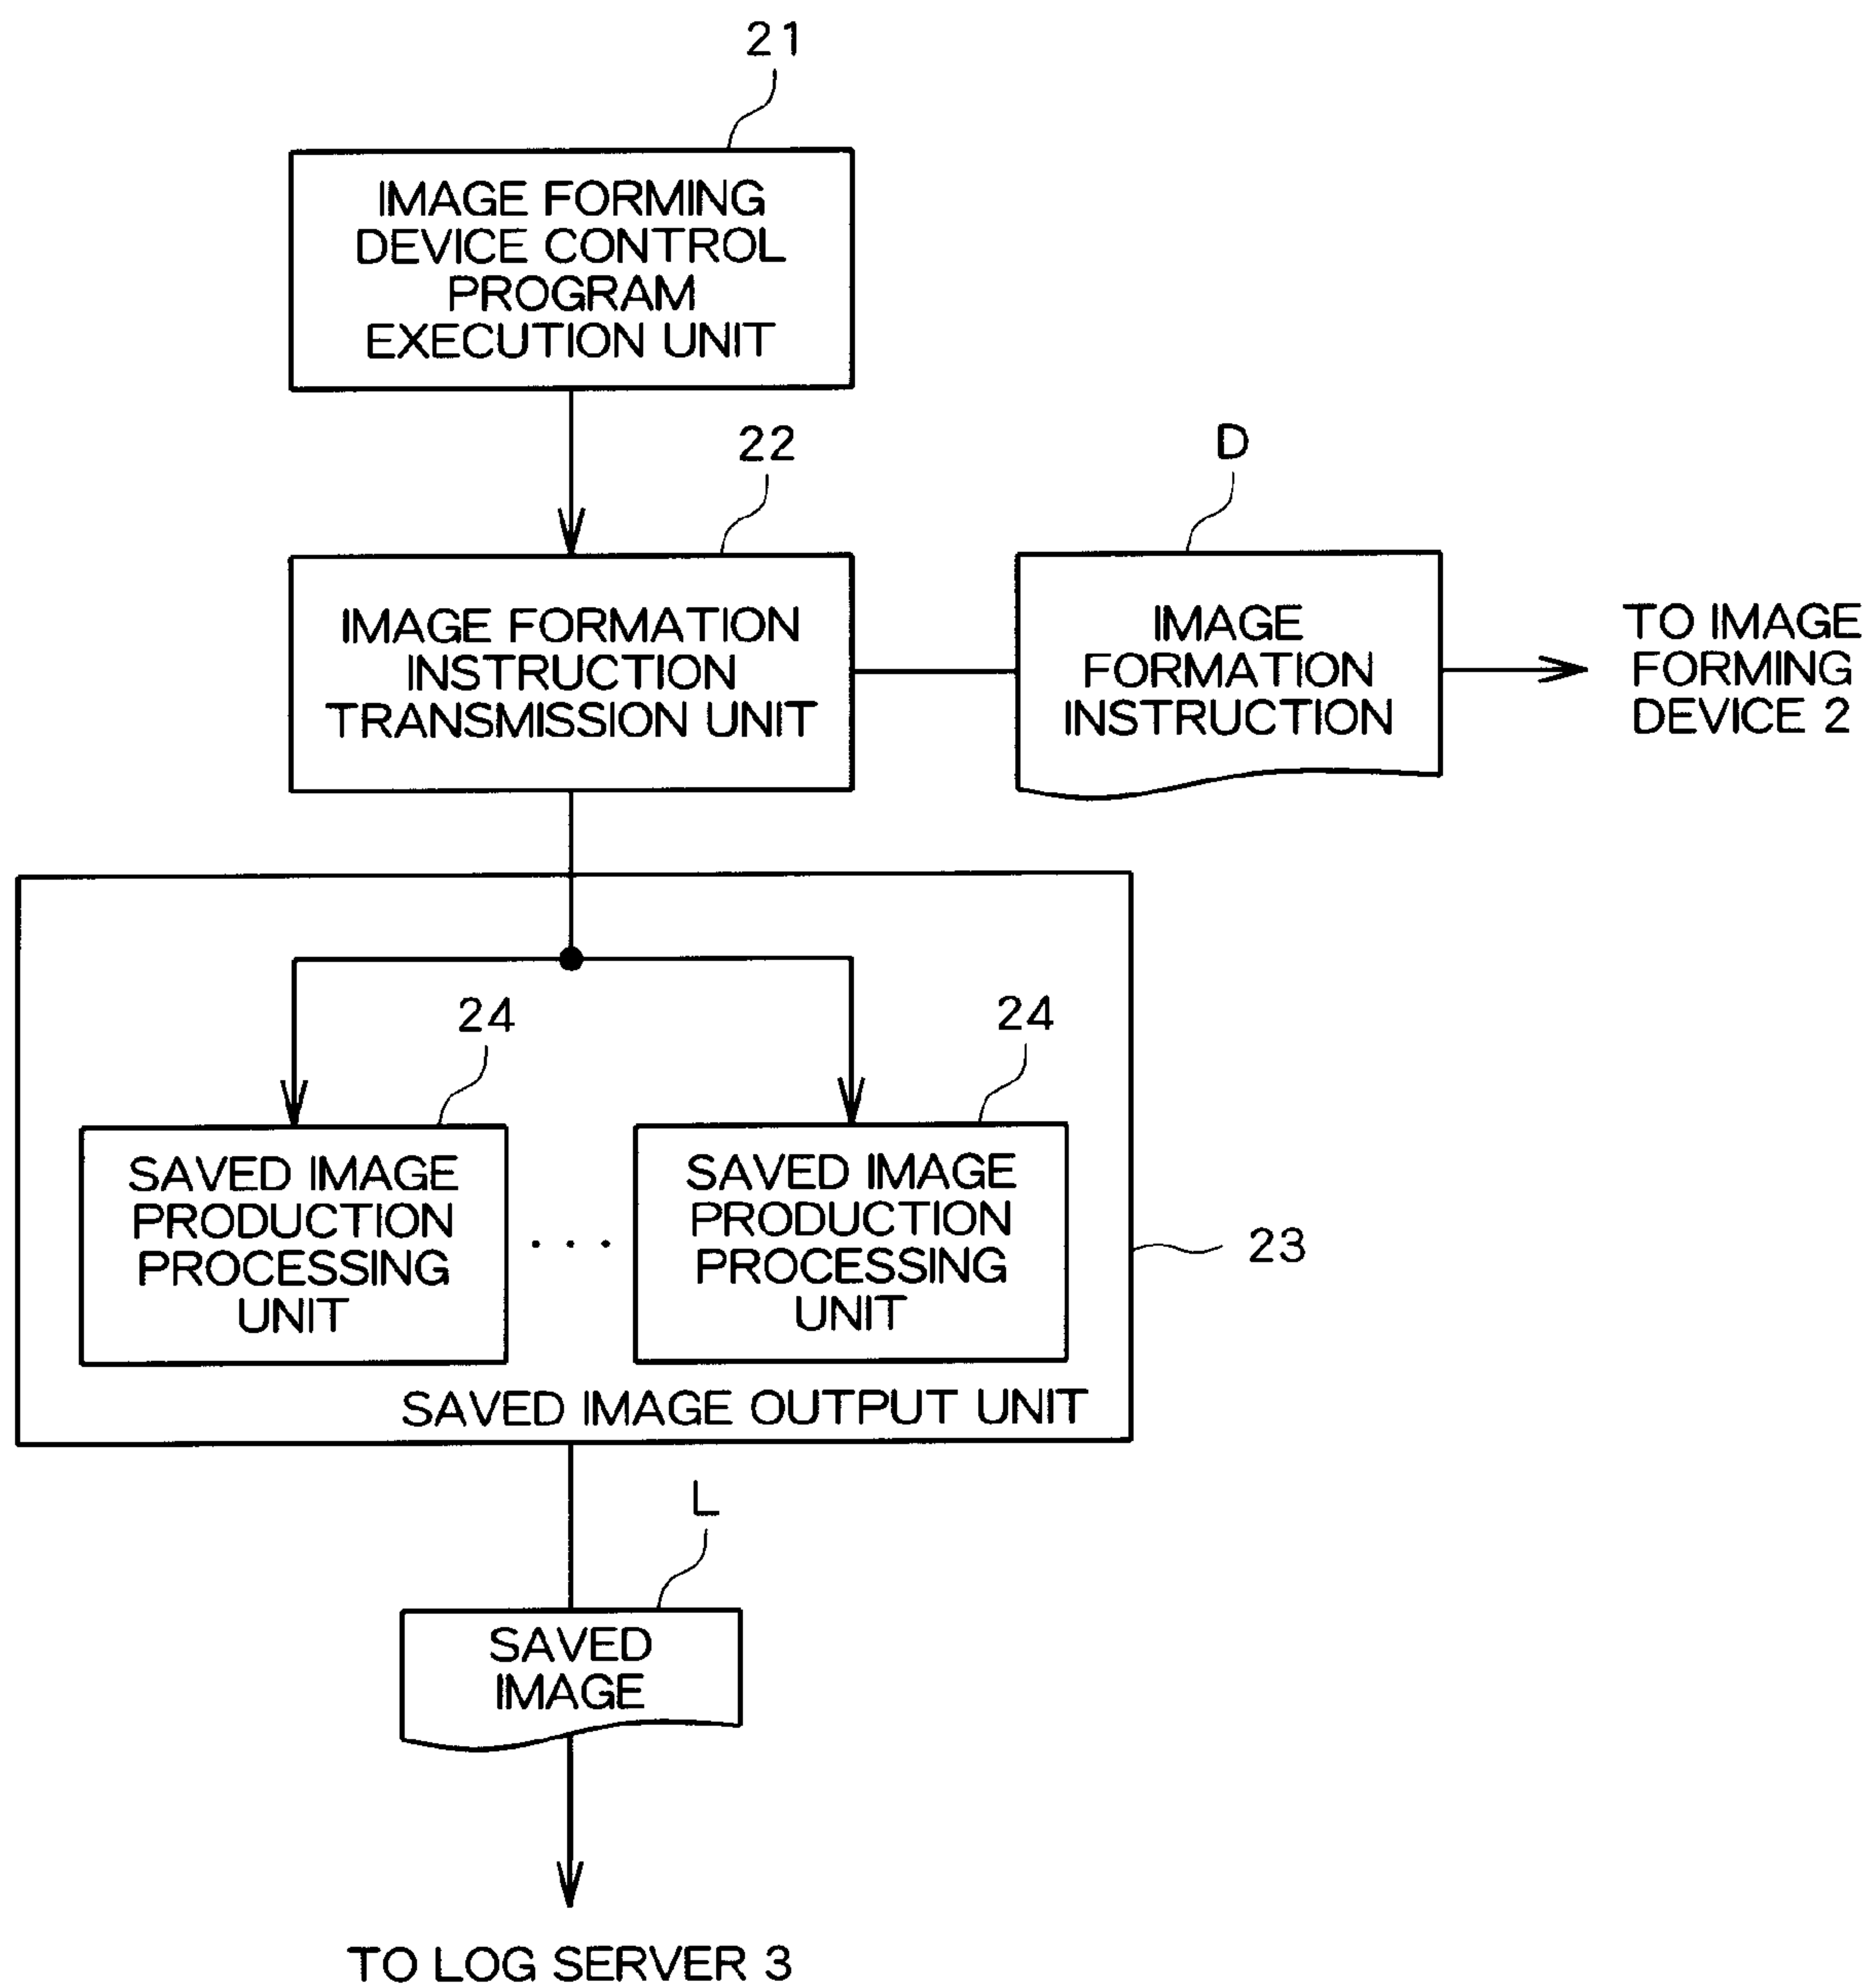 21
IMAGE FORMING
DEVICE CONTROL
PROGRAM
EXECUTION UNIT
22
IMAGE FORMATION
INSTRUCTION
TRANSMISSION UNIT
D
IMAGE
FORMATION
INSTRUCTION
TO IMAGE
FORMING
DEVICE 2
24
SAVED IMAGE
PRODUCTION
PROCESSING
UNIT
. . .
24
SAVED IMAGE
PRODUCTION
PROCESSING
UNIT
23
SAVED IMAGE OUTPUT UNIT
L
SAVED
IMAGE
TO LOG SERVER 3